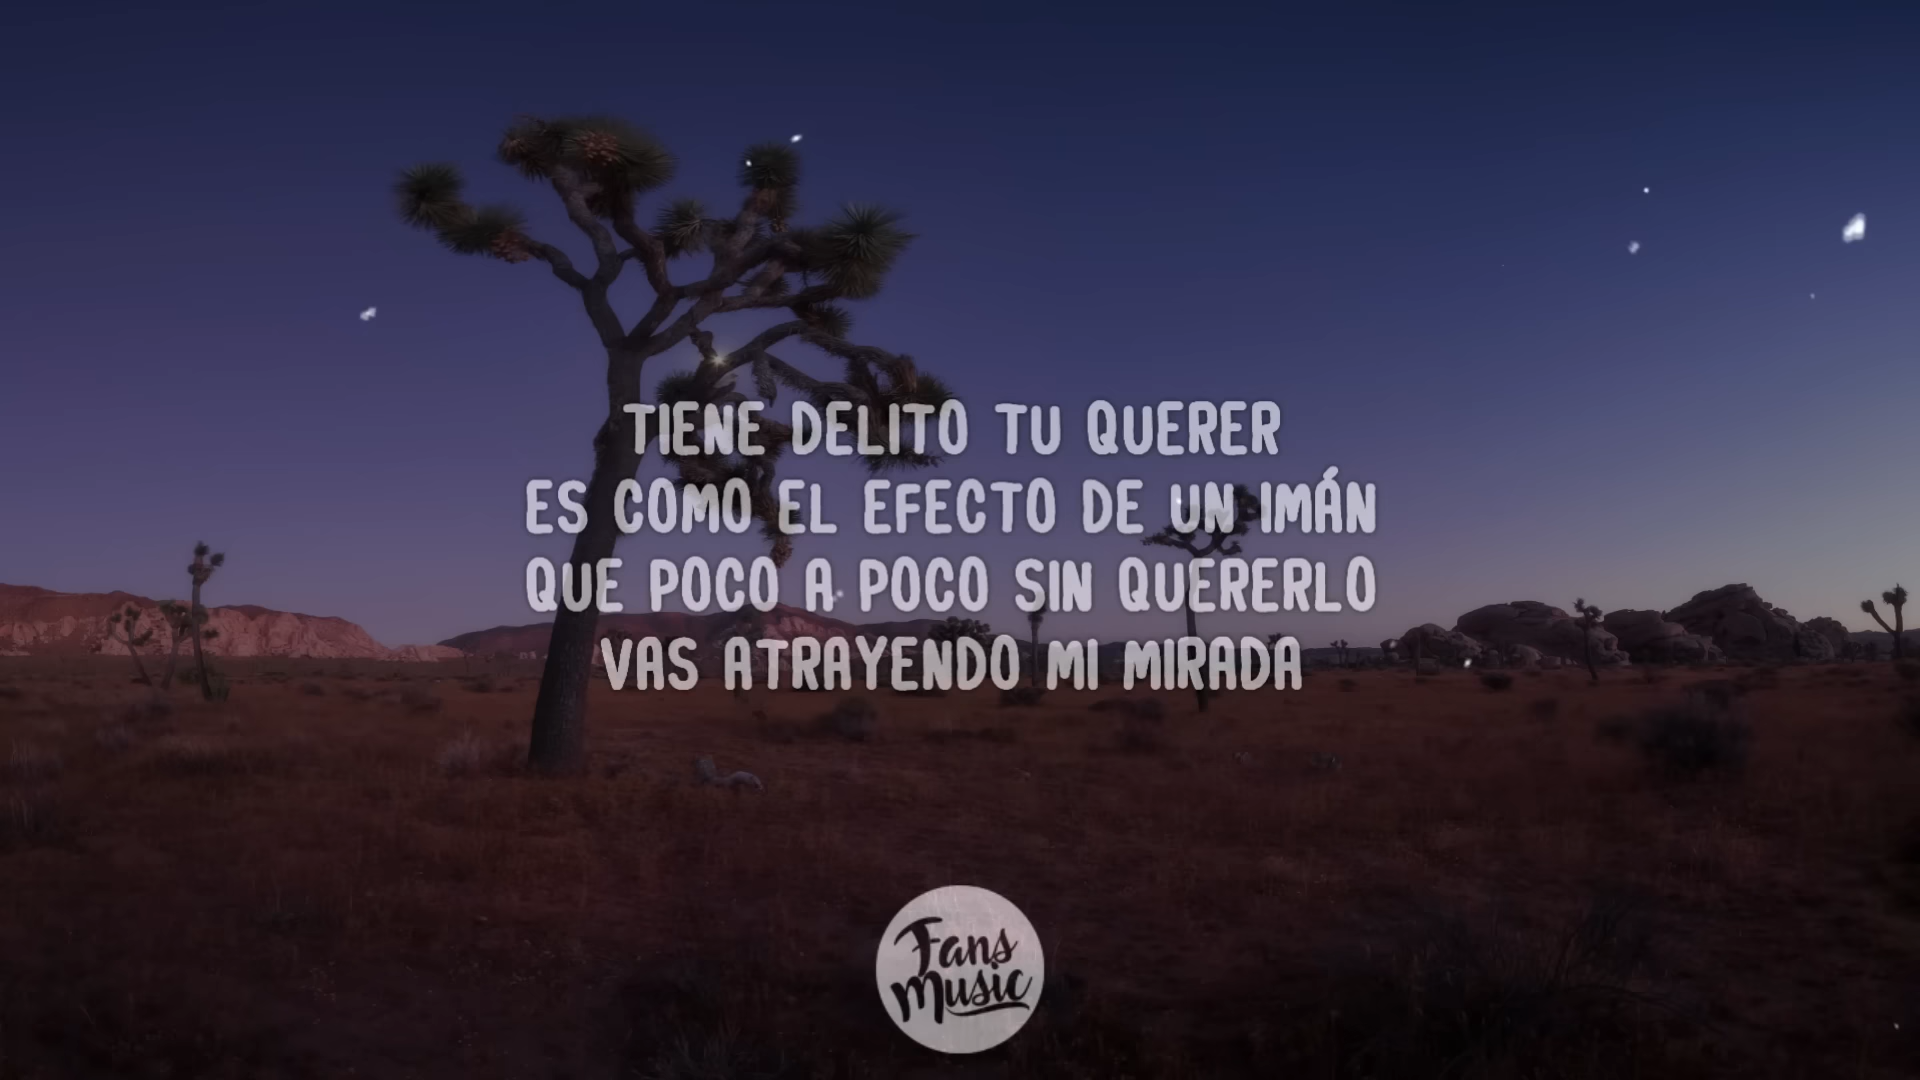 TIENE DELITO TU QUERER
ES COMO EL EFECTO DE UN IMÁN
QUE POCO A POCO SIN QUERERLO
VAS ATRAYENDO MI MIRADA
Fans
Music